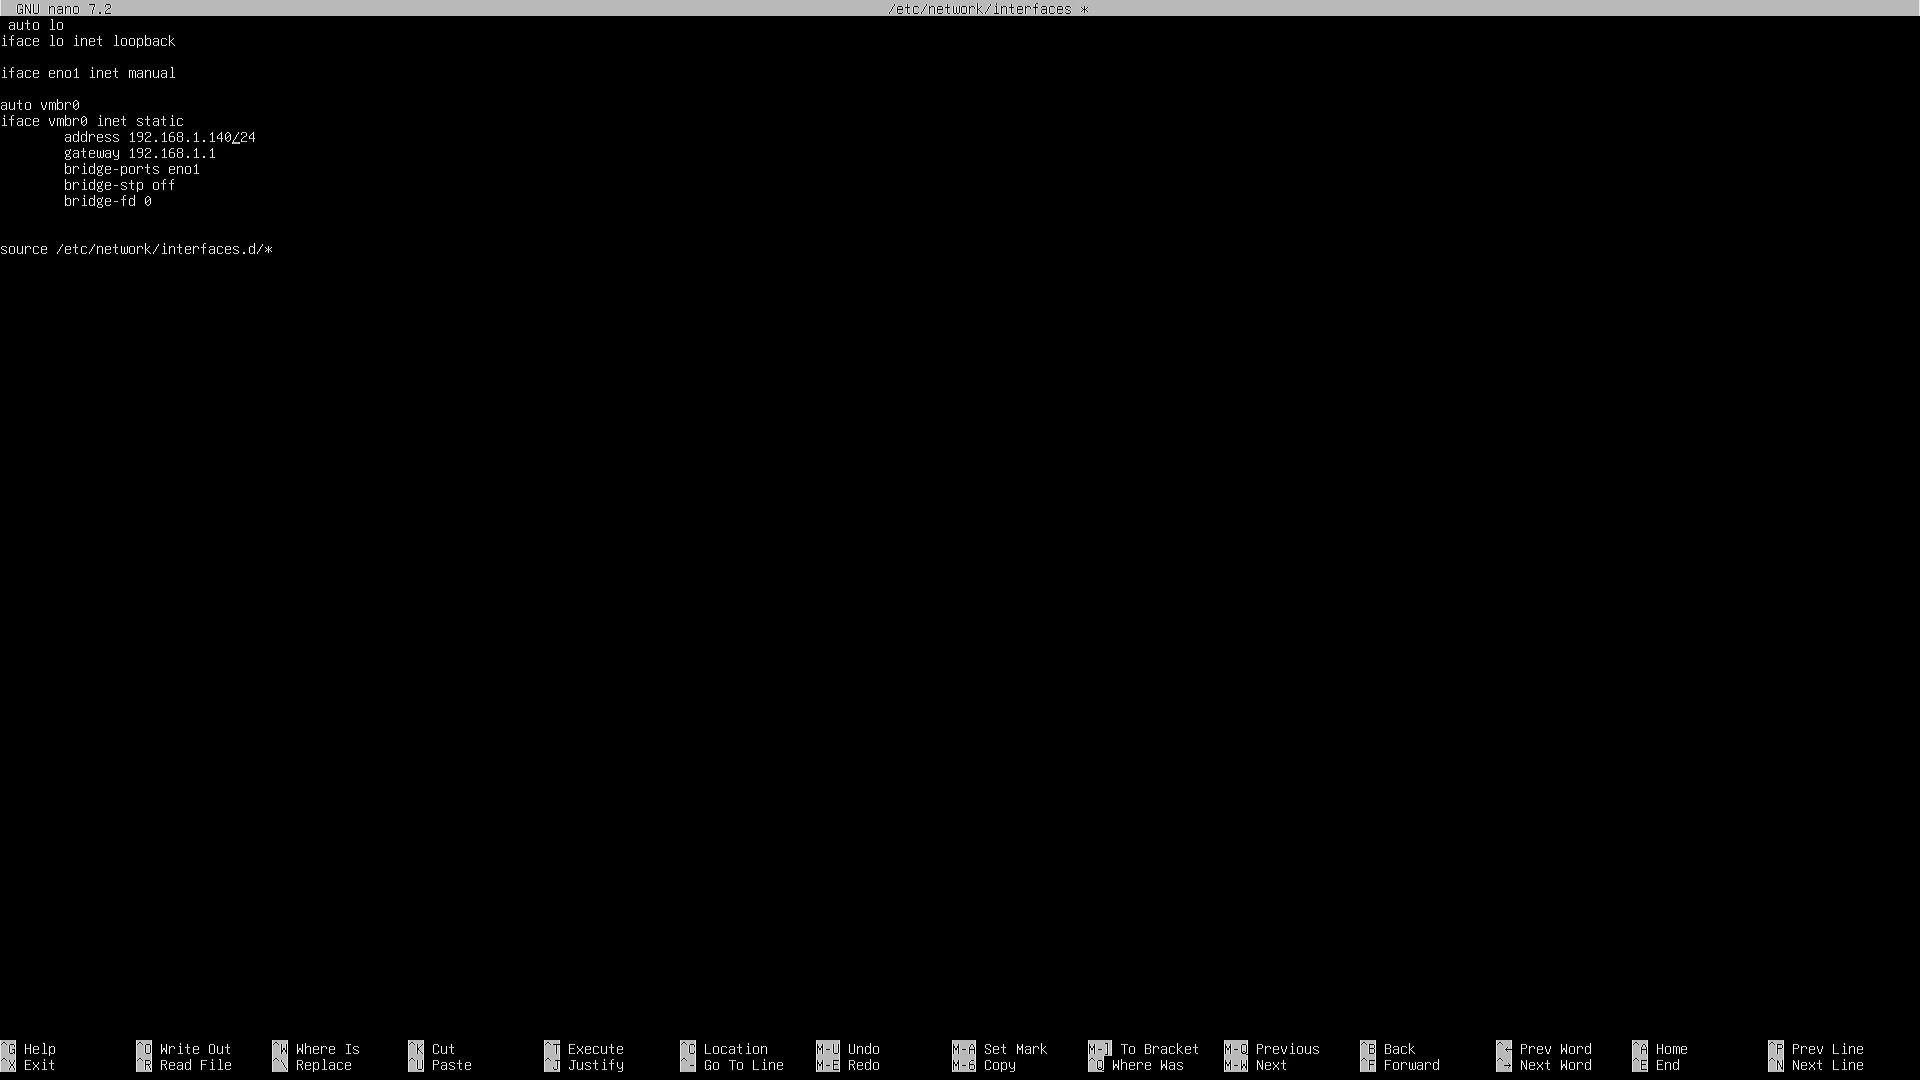 GNU nano 7.2 /etc/network/interfaces *
auto lo
iface lo inet loopback
iface eno1 inet manual
auto vmbr0
iface vmbr0 inet static
address 192.168.1.140/24
gateway 192.168.1.1
bridge-ports eno1
bridge-stp off
bridge-fd 0
source /etc/network/interfaces.d/*
^G Help ^O Write Out ^W Where Is ^K Cut ^T Execute ^C Location M-U Undo M-A Set Mark M-] To Bracket M-Q Previous ^B Back ^← Prev Word ^A Home ^P Prev Line
^X Exit ^R Read File ^\ Replace ^U Paste ^J Justify ^- Go To Line M-E Redo M-6 Copy ^Q Where Was M-W Next ^F Forward ^→ Next Word ^E End ^N Next Line